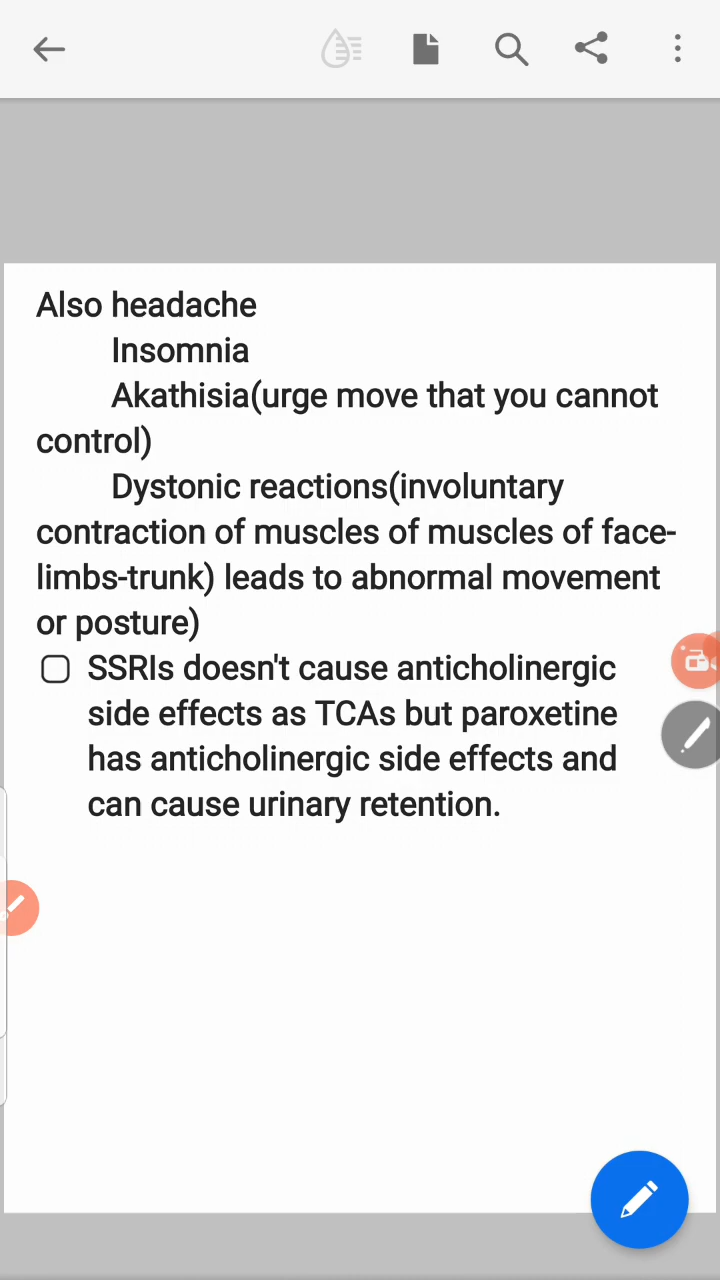 Also headache
Insomnia
Akathisia(urge move that you cannot
control)
Dystonic reactions(involuntary
contraction of muscles of muscles of face-
limbs-trunk) leads to abnormal movement
or posture)
SSRIs doesn't cause anticholinergic
side effects as TCAs but paroxetine
has anticholinergic side effects and
can cause urinary retention.